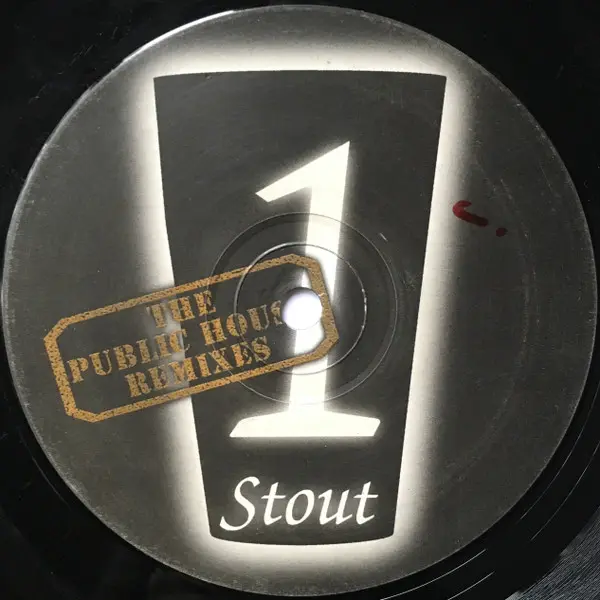 1
THE
PUBLIC HOUS
REMIXES
Stout